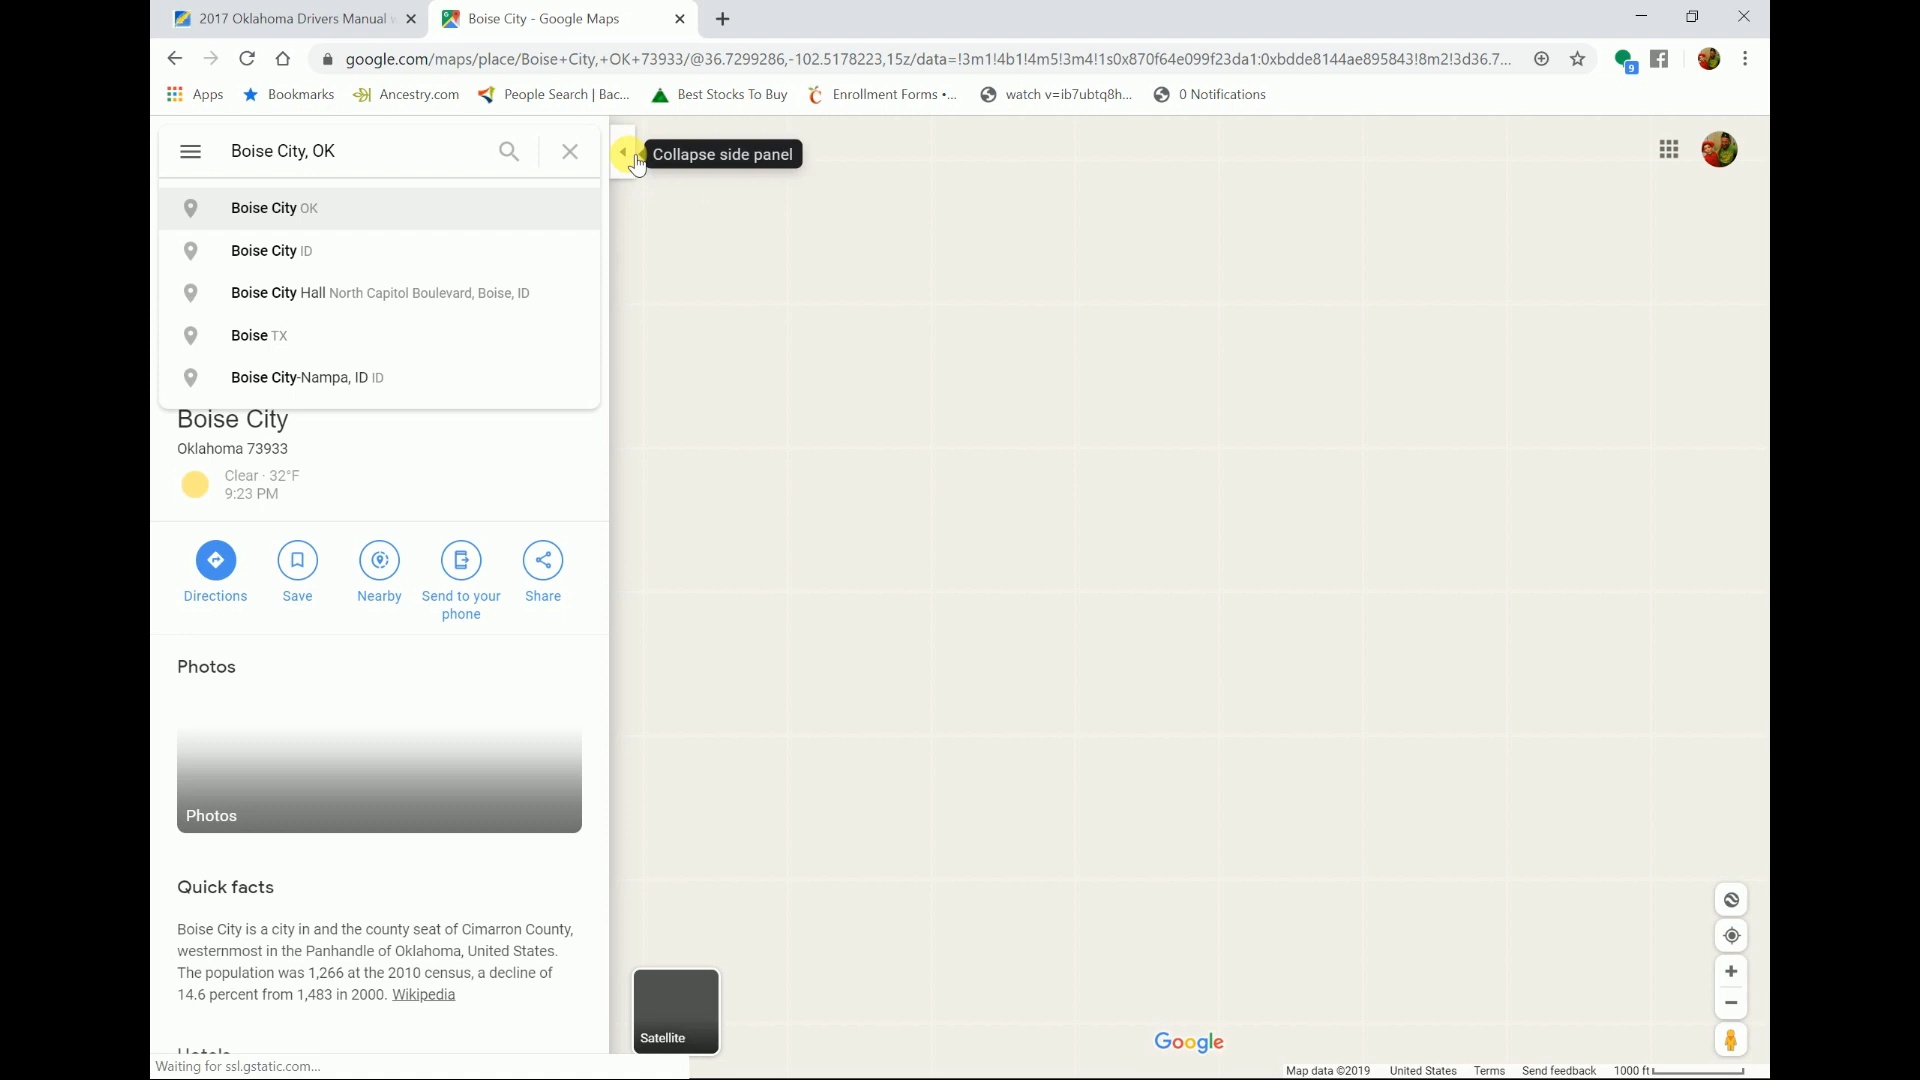 2017 Oklahoma Drivers Manual
Boise City - Google Maps
google.com/maps/place/Boise+City,+OK+73933/@36.7299286,-102.5178223,15z/data=!3m1!4b1!4m5!3m4!1s0x870f64e099f23da1:0xbdde8144ae895843!8m2!3d36.7...
9
Apps
Bookmarks
Ancestry.com
People Search | Bac...
Best Stocks To Buy
Enrollment Forms •...
watch v=ib7ubtq8h...
0 Notifications
Boise City, OK
Collapse side panel
Boise City OK
Boise City ID
Boise City Hall North Capitol Boulevard, Boise, ID
Boise TX
Boise City-Nampa, ID ID
Boise City
Oklahoma 73933
Clear · 32°F
9:23 PM
Directions
Save
Nearby
Send to your
phone
Share
Photos
Photos
Quick facts
Boise City is a city in and the county seat of Cimarron County,
westernmost in the Panhandle of Oklahoma, United States.
The population was 1,266 at the 2010 census, a decline of
14.6 percent from 1,483 in 2000. Wikipedia
Satellite
Google
Waiting for ssl.gstatic.com...
Map data ©2019 United States Terms Send feedback 1000 ft